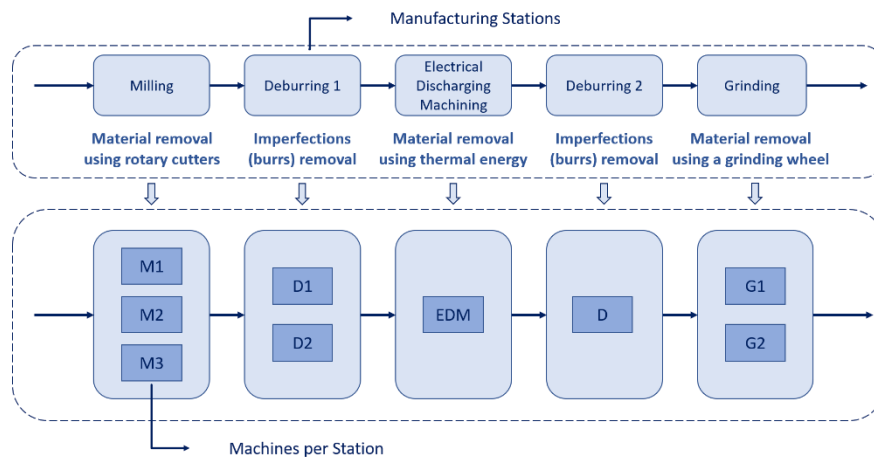 Manufacturing Stations
Milling
Deburring 1
Electrical
Discharging
Machining
Deburring 2
Grinding
Material removal
using rotary cutters
Imperfections
(burrs) removal
Material removal
using thermal energy
Imperfections
(burrs) removal
Material removal
using a grinding wheel
M1
M2
M3
D1
D2
EDM
D
G1
G2
Machines per Station